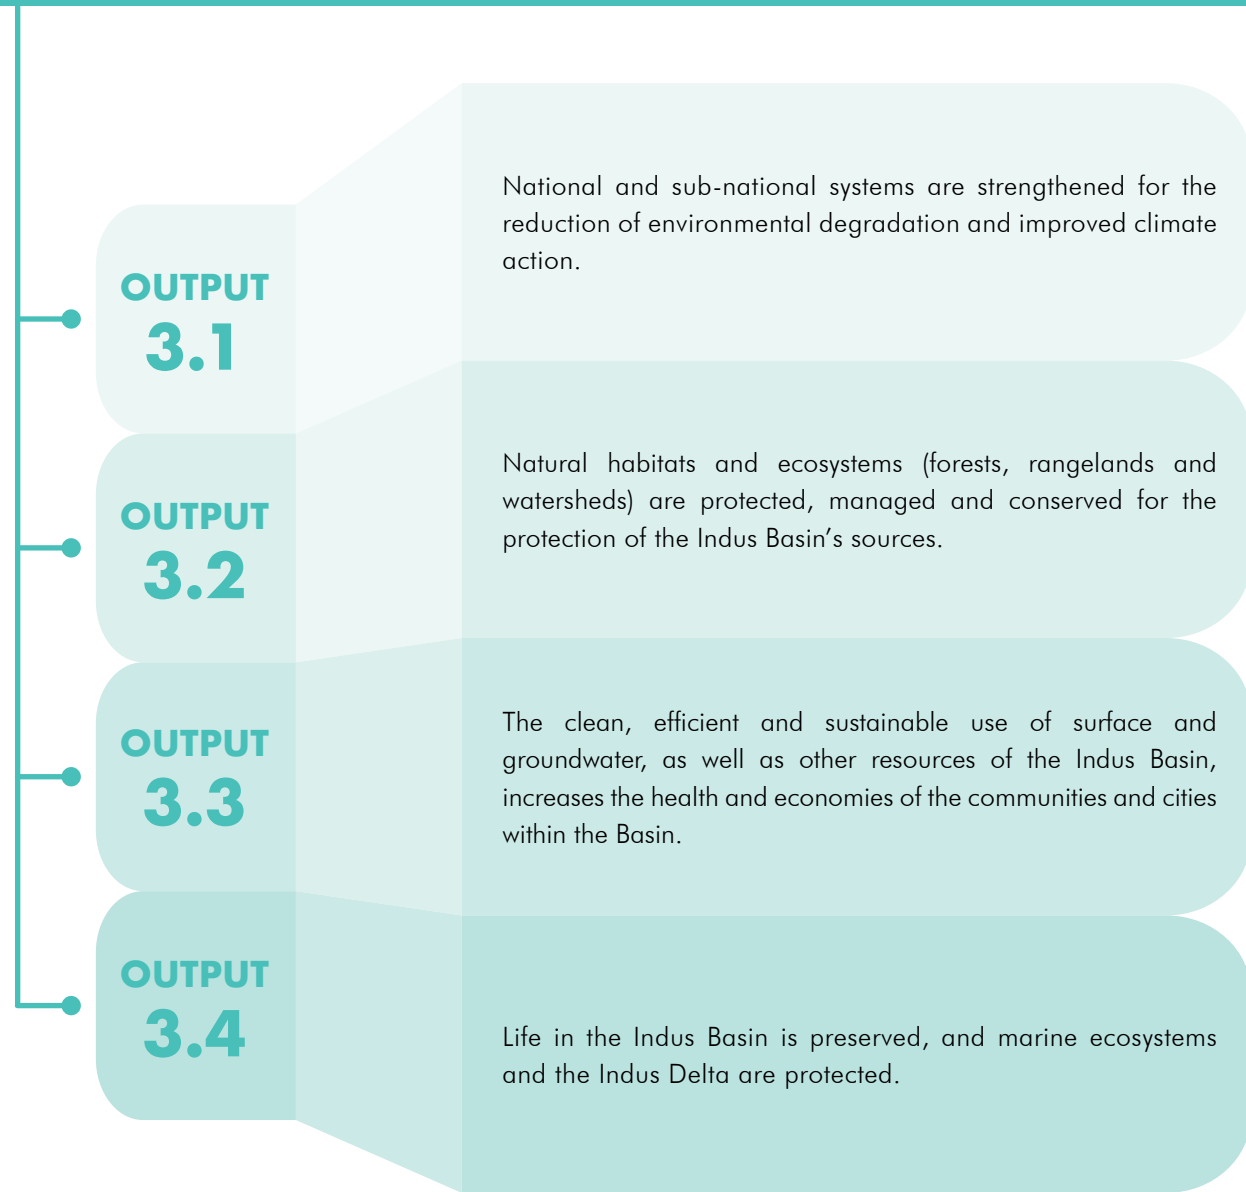 OUTPUT
3.1
National and sub-national systems are strengthened for the
reduction of environmental degradation and improved climate
action.
OUTPUT
3.2
Natural habitats and ecosystems (forests, rangelands and
watersheds) are protected, managed and conserved for the
protection of the Indus Basin’s sources.
OUTPUT
3.3
The clean, efficient and sustainable use of surface and
groundwater, as well as other resources of the Indus Basin,
increases the health and economies of the communities and cities
within the Basin.
OUTPUT
3.4
Life in the Indus Basin is preserved, and marine ecosystems
and the Indus Delta are protected.